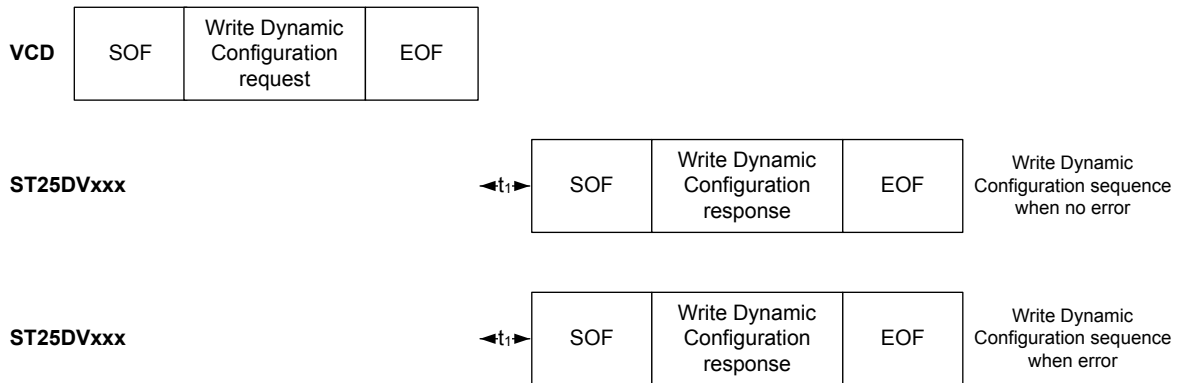 VCD
SOF
Write Dynamic
Configuration
request
EOF
ST25DVxxx
t1
SOF
Write Dynamic
Configuration
response
EOF
Write Dynamic
Configuration sequence
when no error
ST25DVxxx
t1
SOF
Write Dynamic
Configuration
response
EOF
Write Dynamic
Configuration sequence
when error